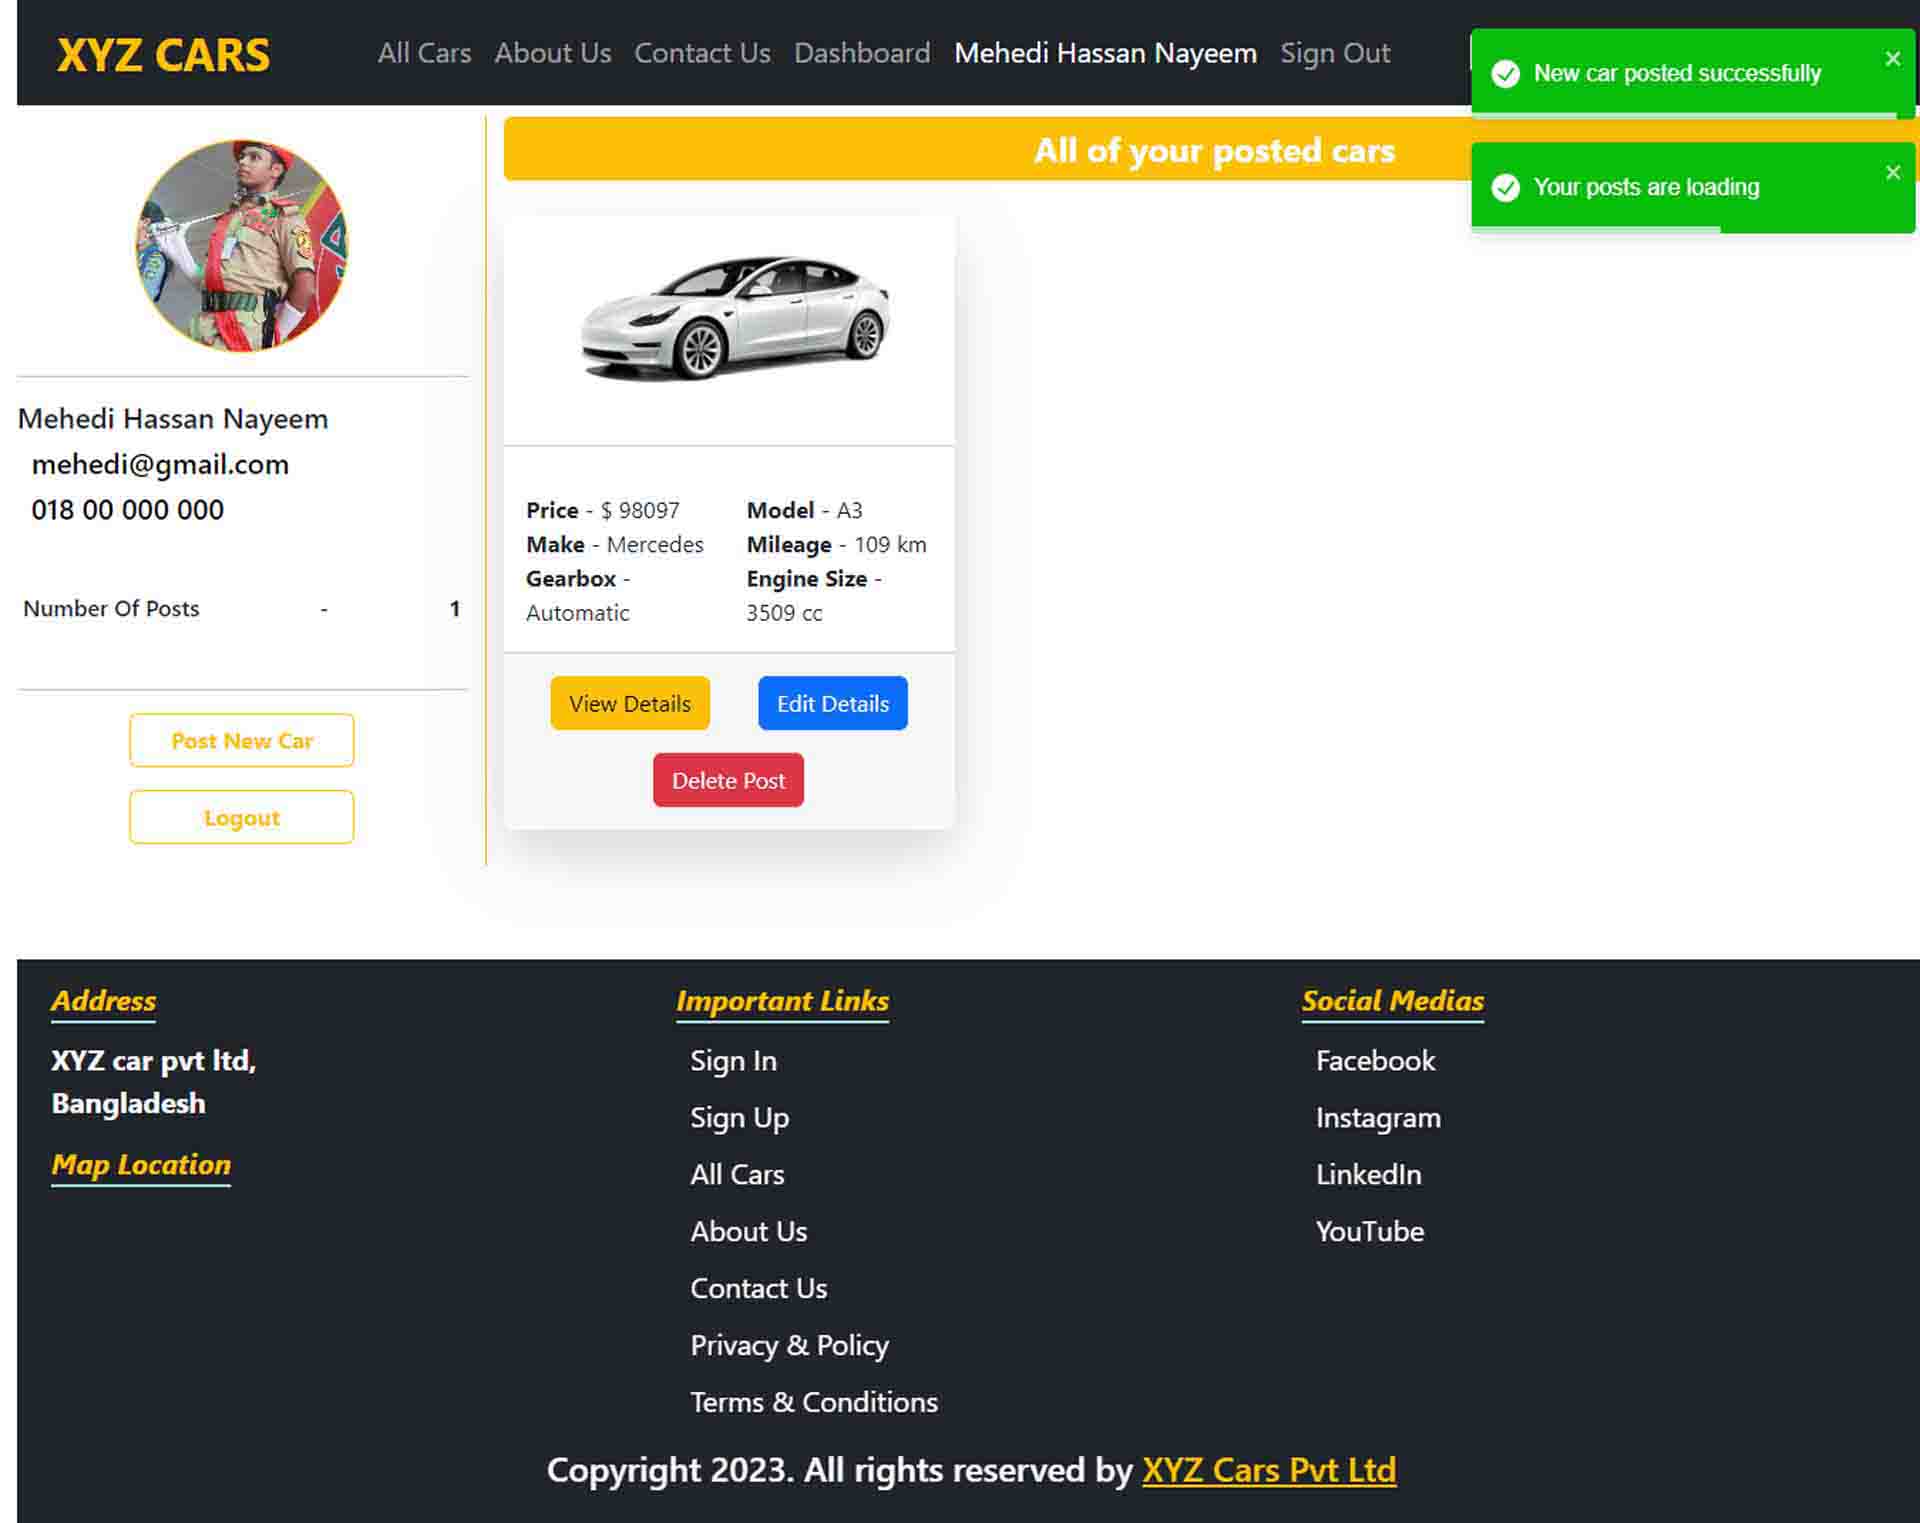 XYZ CARS
All Cars About Us Contact Us Dashboard Mehedi Hassan Nayeem Sign Out
New car posted successfully
Your posts are loading
All of your posted cars
Mehedi Hassan Nayeem
mehedi@gmail.com
018 00 000 000
Number Of Posts - 1
Post New Car
Logout
Price - $ 98097
Make - Mercedes
Gearbox -
Automatic
Model - A3
Mileage - 109 km
Engine Size -
3509 cc
View Details
Edit Details
Delete Post
Address
XYZ car pvt ltd,
Bangladesh
Map Location
Important Links
Sign In
Sign Up
All Cars
About Us
Contact Us
Privacy & Policy
Terms & Conditions
Social Medias
Facebook
Instagram
LinkedIn
YouTube
Copyright 2023. All rights reserved by XYZ Cars Pvt Ltd